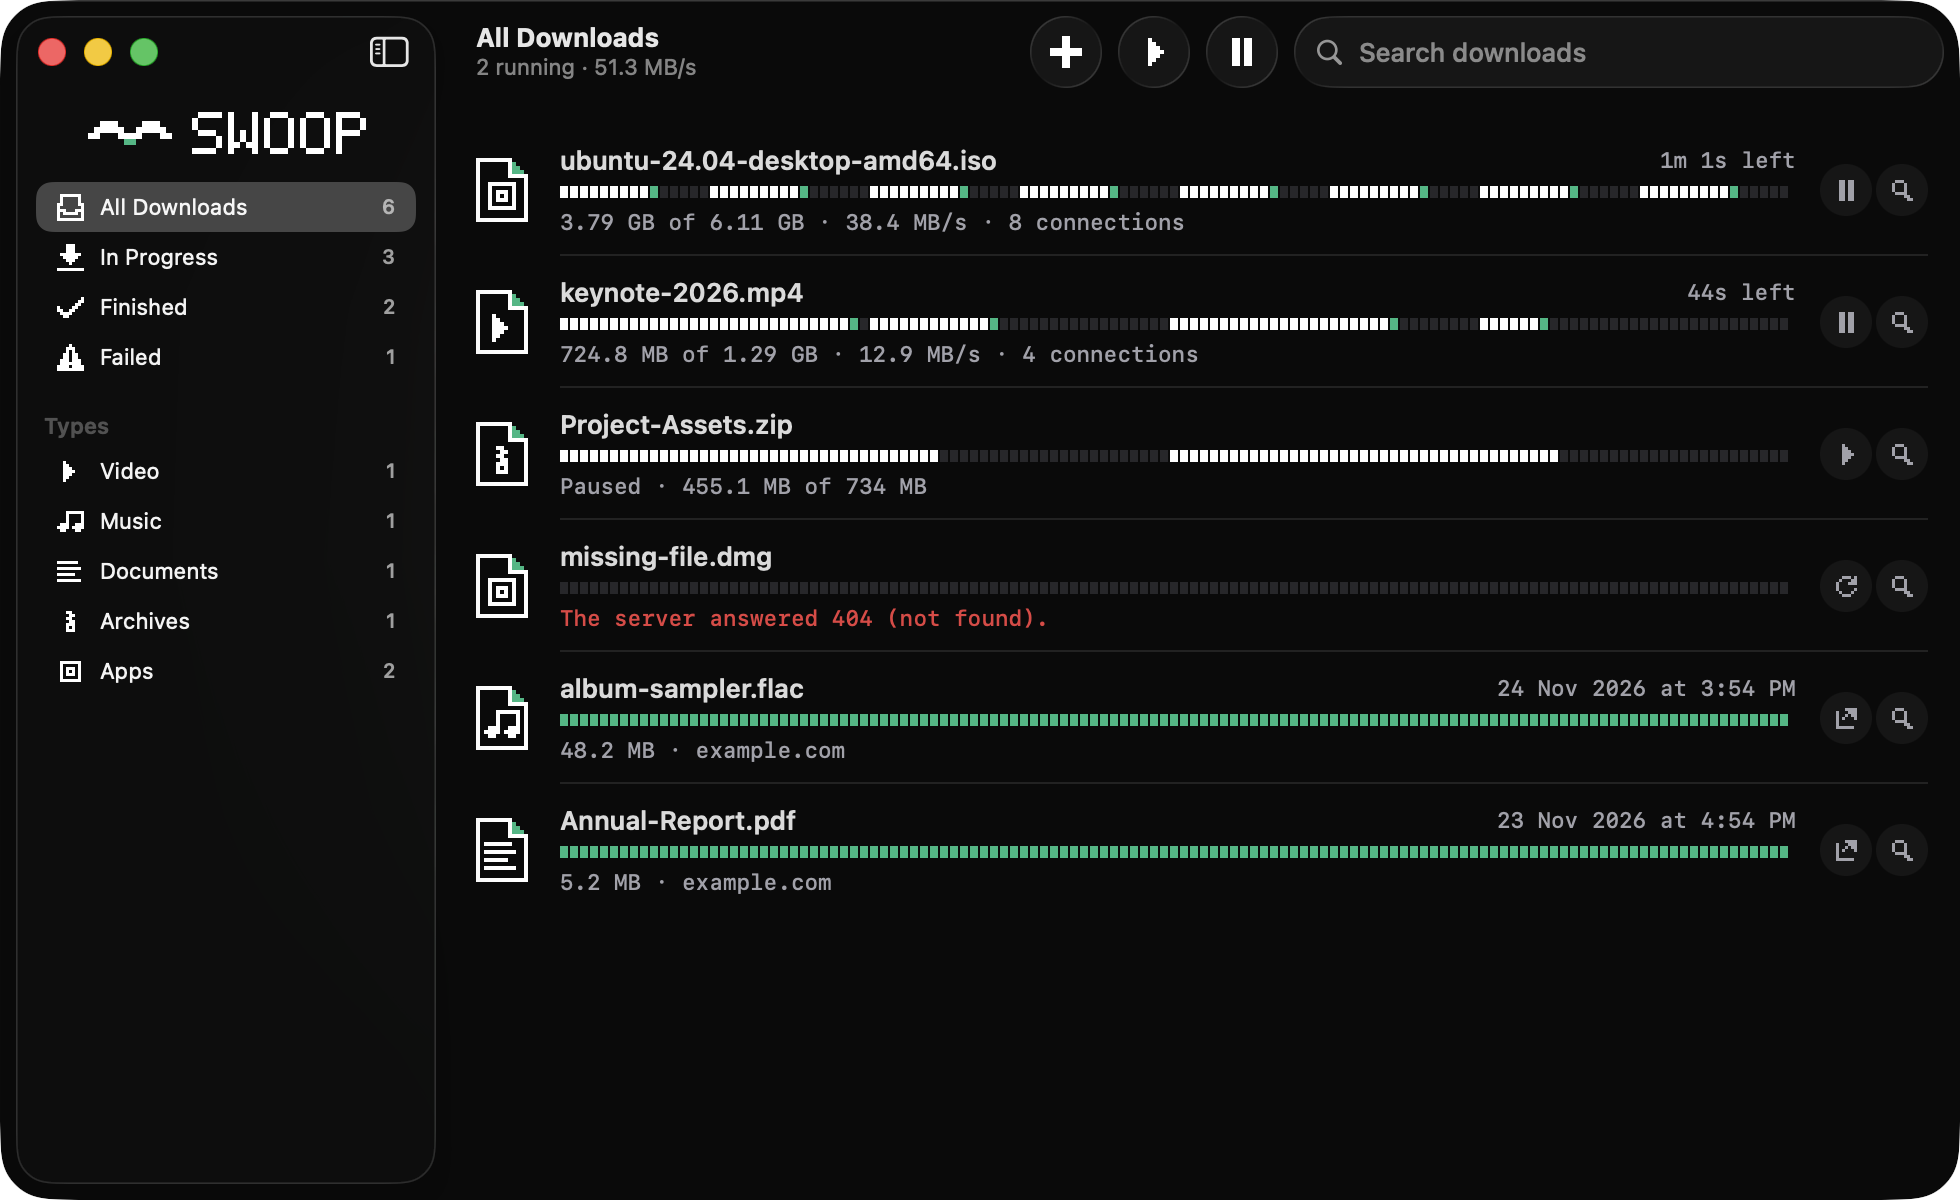 SWOOP
All Downloads 6
In Progress 3
Finished 2
Failed 1
Types
Video 1
Music 1
Documents 1
Archives 1
Apps 2
All Downloads
2 running · 51.3 MB/s
Search downloads
ubuntu-24.04-desktop-amd64.iso 1m 1s left
3.79 GB of 6.11 GB · 38.4 MB/s · 8 connections
keynote-2026.mp4 44s left
724.8 MB of 1.29 GB · 12.9 MB/s · 4 connections
Project-Assets.zip
Paused · 455.1 MB of 734 MB
missing-file.dmg
The server answered 404 (not found).
album-sampler.flac 24 Nov 2026 at 3:54 PM
48.2 MB · example.com
Annual-Report.pdf 23 Nov 2026 at 4:54 PM
5.2 MB · example.com